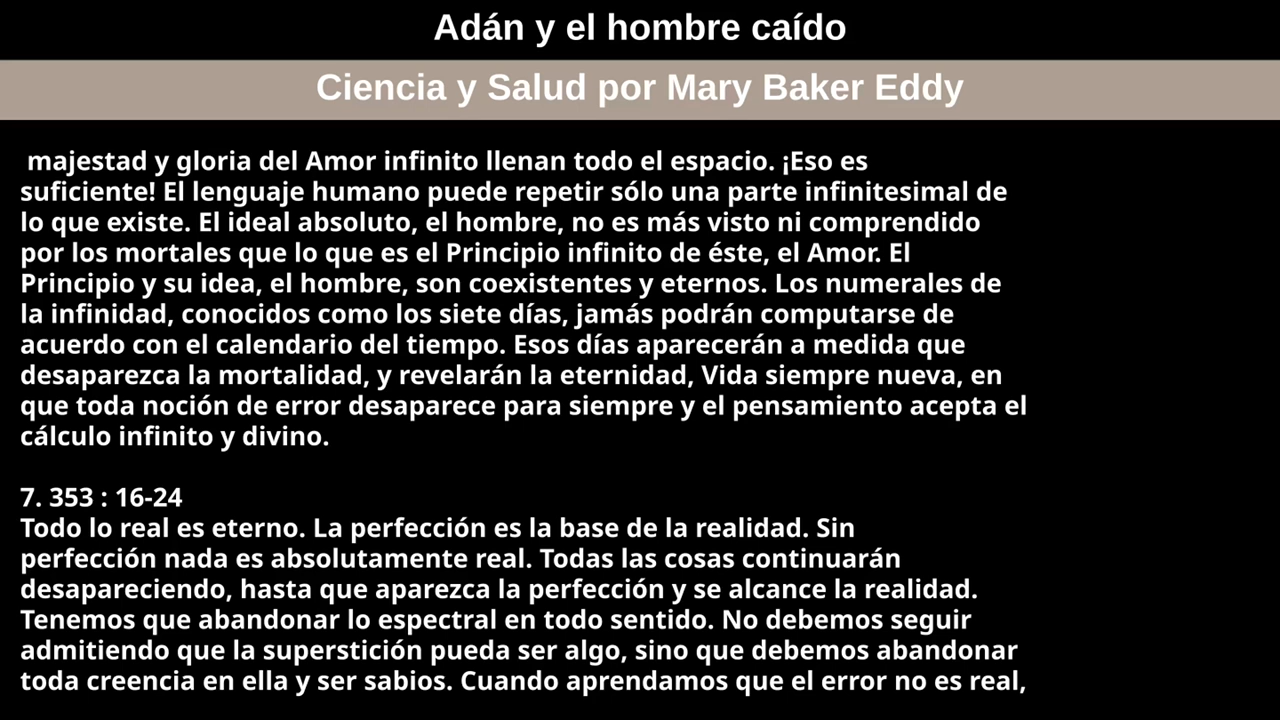 Adán y el hombre caído
Ciencia y Salud por Mary Baker Eddy
majestad y gloria del Amor infinito llenan todo el espacio. ¡Eso es
suficiente! El lenguaje humano puede repetir sólo una parte infinitesimal de
lo que existe. El ideal absoluto, el hombre, no es más visto ni comprendido
por los mortales que lo que es el Principio infinito de éste, el Amor. El
Principio y su idea, el hombre, son coexistentes y eternos. Los numerales de
la infinidad, conocidos como los siete días, jamás podrán computarse de
acuerdo con el calendario del tiempo. Esos días aparecerán a medida que
desaparezca la mortalidad, y revelarán la eternidad, Vida siempre nueva, en
que toda noción de error desaparece para siempre y el pensamiento acepta el
cálculo infinito y divino.
7. 353 : 16-24
Todo lo real es eterno. La perfección es la base de la realidad. Sin
perfección nada es absolutamente real. Todas las cosas continuarán
desapareciendo, hasta que aparezca la perfección y se alcance la realidad.
Tenemos que abandonar lo espectral en todo sentido. No debemos seguir
admitiendo que la superstición pueda ser algo, sino que debemos abandonar
toda creencia en ella y ser sabios. Cuando aprendamos que el error no es real,